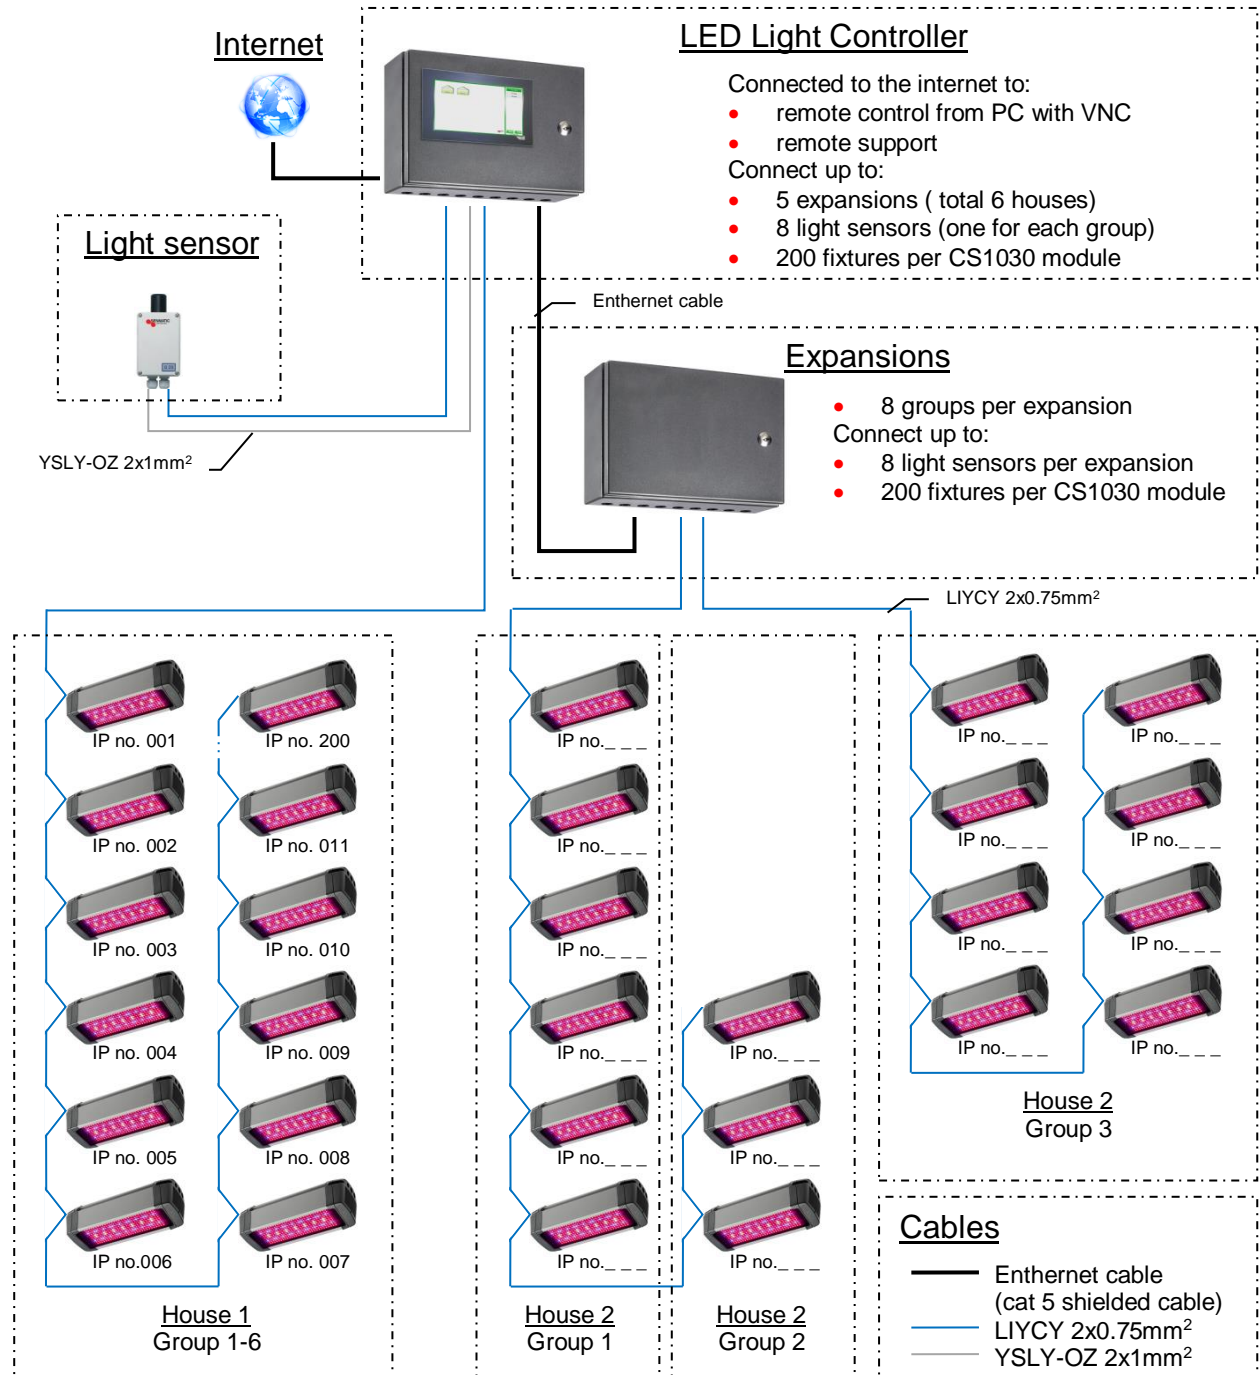 Internet
LED Light Controller
Connected to the internet to:
• remote control from PC with VNC
• remote support
Connect up to:
• 5 expansions ( total 6 houses)
• 8 light sensors (one for each group)
• 200 fixtures per CS1030 module
Light sensor
Enthernet cable
Expansions
• 8 groups per expansion
Connect up to:
• 8 light sensors per expansion
• 200 fixtures per CS1030 module
YSLY-OZ 2x1mm²
LIYCY 2x0.75mm²
IP no. 001
IP no. 200
IP no. 002
IP no. 011
IP no. 003
IP no. 010
IP no. 004
IP no. 009
IP no. 005
IP no. 008
IP no.006
IP no. 007
House 1
Group 1-6
IP no._ _ _
IP no._ _ _
IP no._ _ _
IP no._ _ _
IP no._ _ _
IP no._ _ _
House 2
Group 1
IP no._ _ _
IP no._ _ _
IP no._ _ _
House 2
Group 2
IP no._ _ _
IP no._ _ _
IP no._ _ _
IP no._ _ _
IP no._ _ _
IP no._ _ _
IP no._ _ _
IP no._ _ _
House 2
Group 3
Cables
Enthernet cable
(cat 5 shielded cable)
LIYCY 2x0.75mm²
YSLY-OZ 2x1mm²